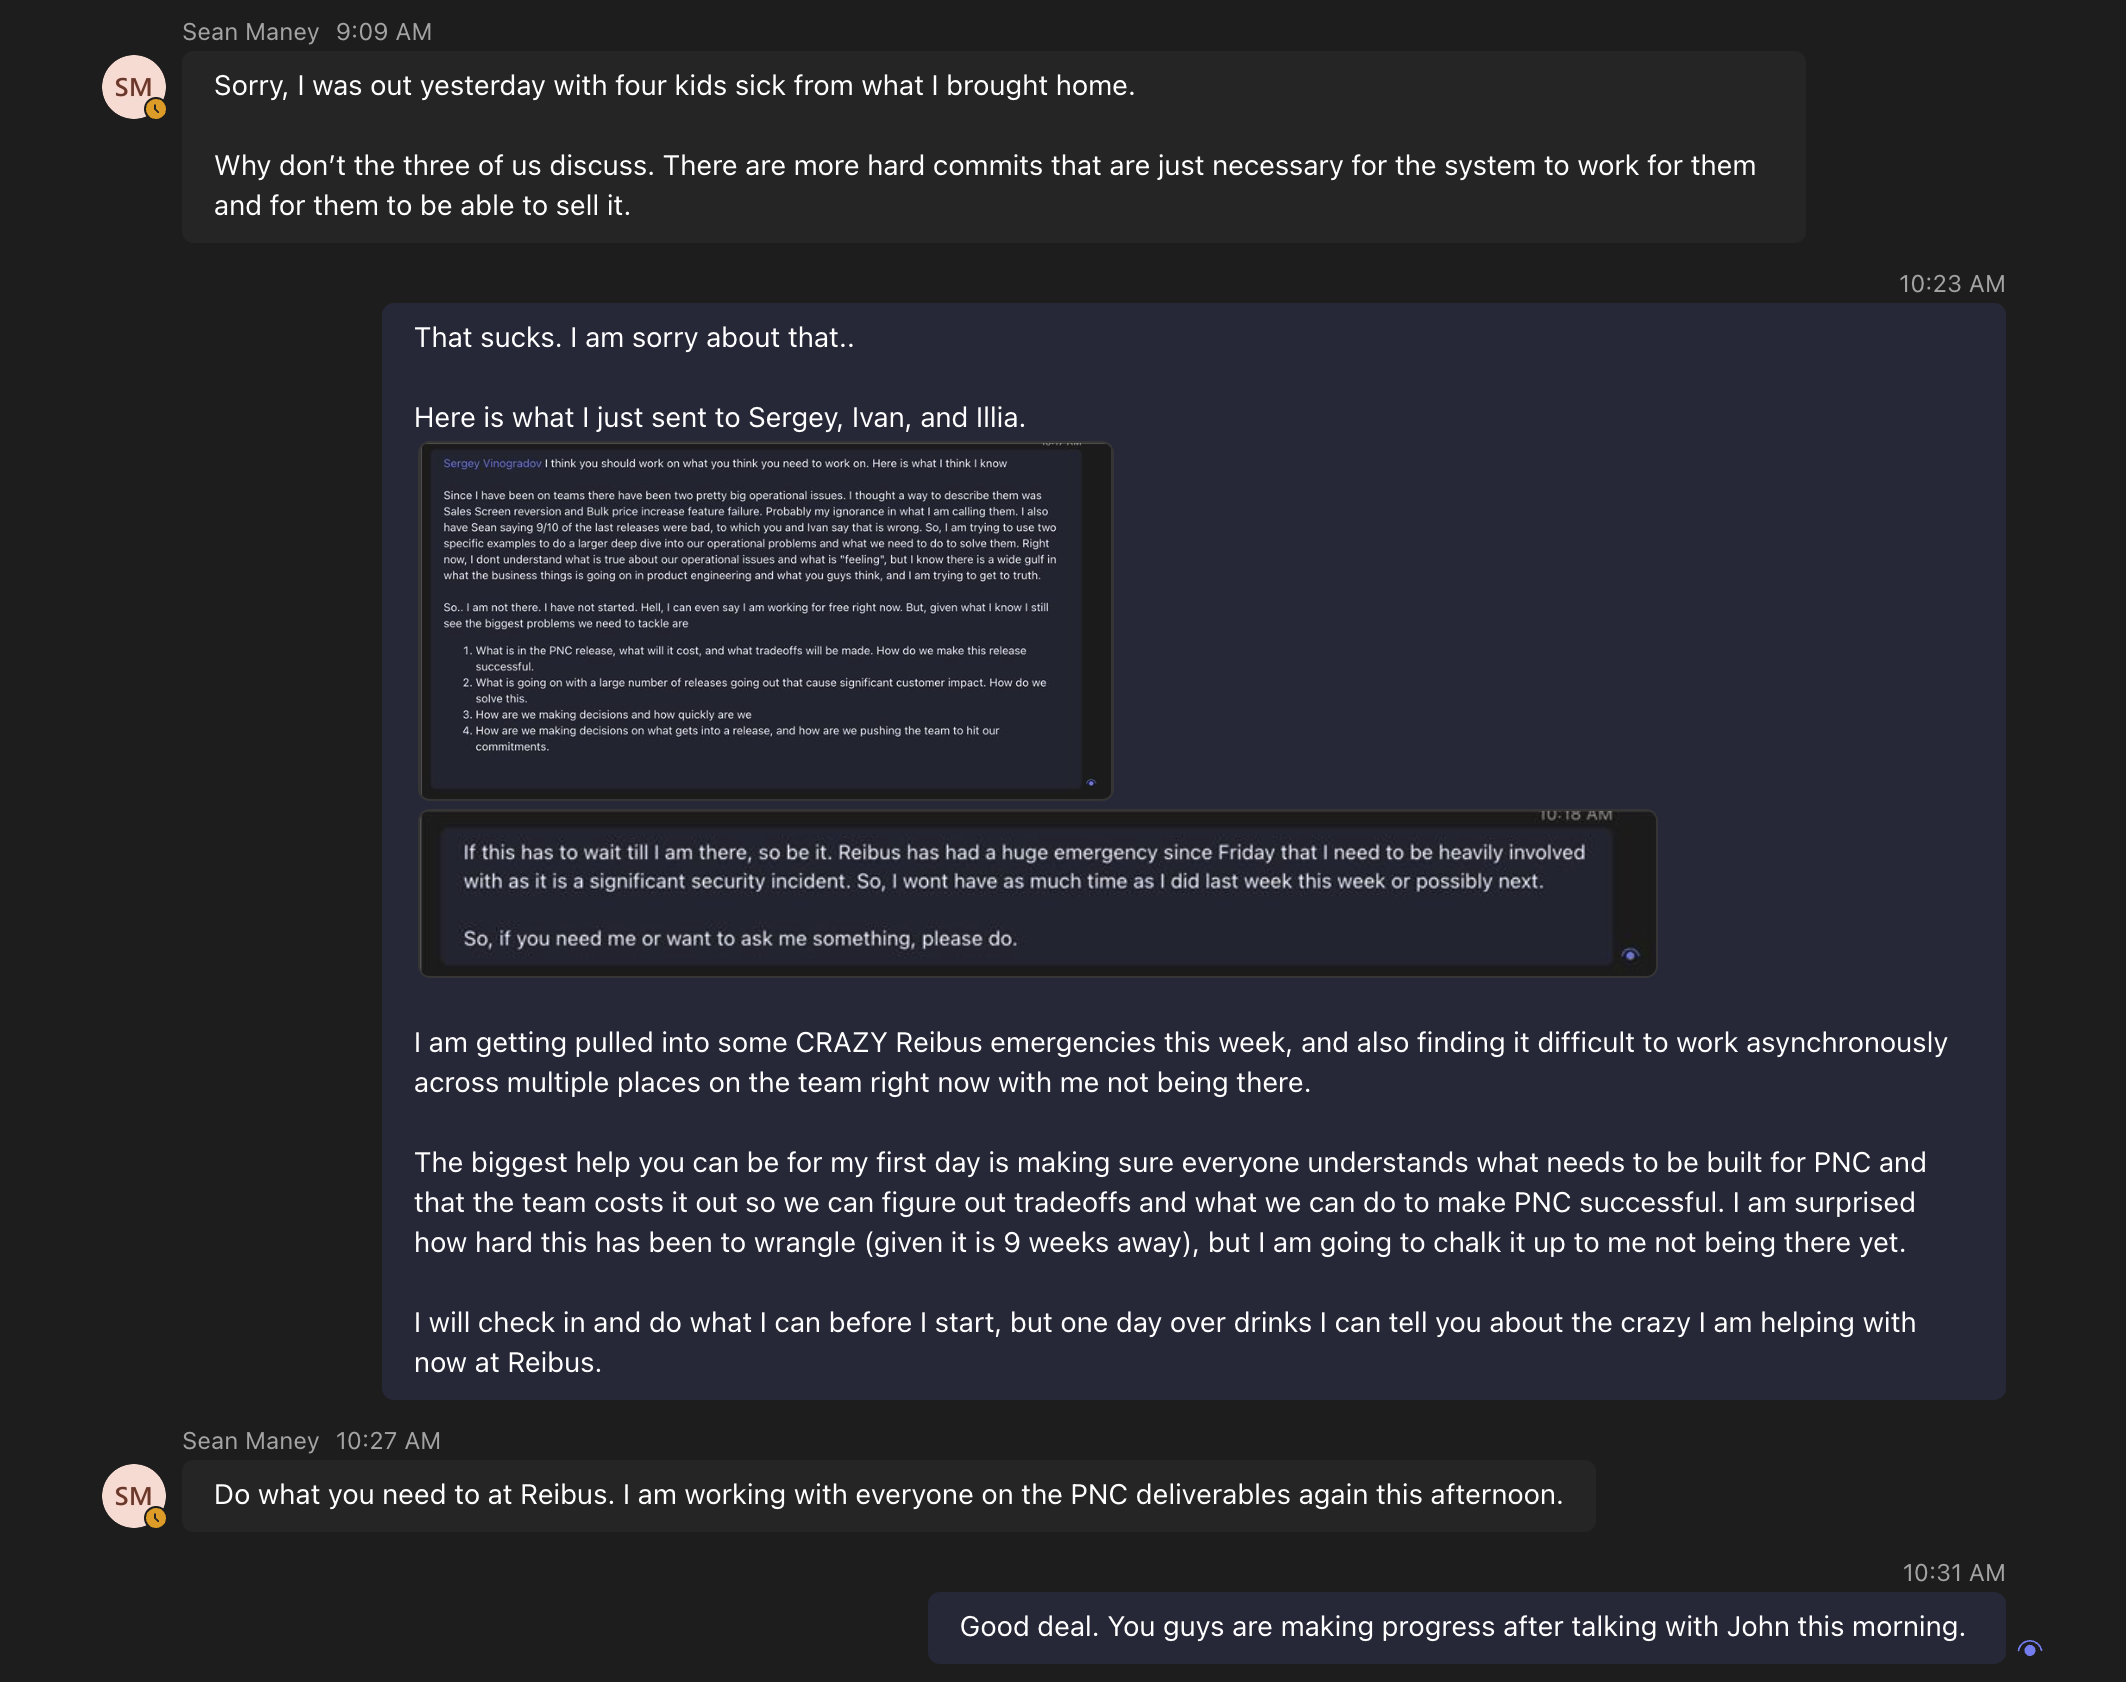 Sean Maney 9:09 AM
SM
Sorry, I was out yesterday with four kids sick from what I brought home.
Why don't the three of us discuss. There are more hard commits that are just necessary for the system to work for them
and for them to be able to sell it.
10:23 AM
That sucks. I am sorry about that..
Here is what I just sent to Sergey, Ivan, and Illia.
Sergey Vinogradov I think you should work on what you think you need to work on. Here is what I think I know
Since I have been on teams there have been two pretty big operational issues. I thought a way to describe them was
Sales Screen reversion and Bulk price increase feature failure. Probably my ignorance in what I am calling them. I also
have Sean saying 9/10 of the last releases were bad, to which you and Ivan say that is wrong. So, I am trying to use two
specific examples to do a larger deep dive into our operational problems and what we need to do to solve them. Right
now, I dont understand what is true about our operational issues and what is "feeling", but I know there is a wide gulf in
what the business things is going on in product engineering and what you guys think, and I am trying to get to truth.
So.. I am not there. I have not started. Hell, I can even say I am working for free right now. But, given what I know I still
see the biggest problems we need to tackle are
1. What is in the PNC release, what will it cost, and what tradeoffs will be made. How do we make this release
successful.
2. What is going on with a large number of releases going out that cause significant customer impact. How do we
solve this.
3. How are we making decisions and how quickly are we
4. How are we making decisions on what gets into a release, and how are we pushing the team to hit our
commitments.
10:18 AM
If this has to wait till I am there, so be it. Reibus has had a huge emergency since Friday that I need to be heavily involved
with as it is a significant security incident. So, I wont have as much time as I did last week this week or possibly next.
So, if you need me or want to ask me something, please do.
I am getting pulled into some CRAZY Reibus emergencies this week, and also finding it difficult to work asynchronously
across multiple places on the team right now with me not being there.
The biggest help you can be for my first day is making sure everyone understands what needs to be built for PNC and
that the team costs it out so we can figure out tradeoffs and what we can do to make PNC successful. I am surprised
how hard this has been to wrangle (given it is 9 weeks away), but I am going to chalk it up to me not being there yet.
I will check in and do what I can before I start, but one day over drinks I can tell you about the crazy I am helping with
now at Reibus.
Sean Maney 10:27 AM
SM
Do what you need to at Reibus. I am working with everyone on the PNC deliverables again this afternoon.
10:31 AM
Good deal. You guys are making progress after talking with John this morning.